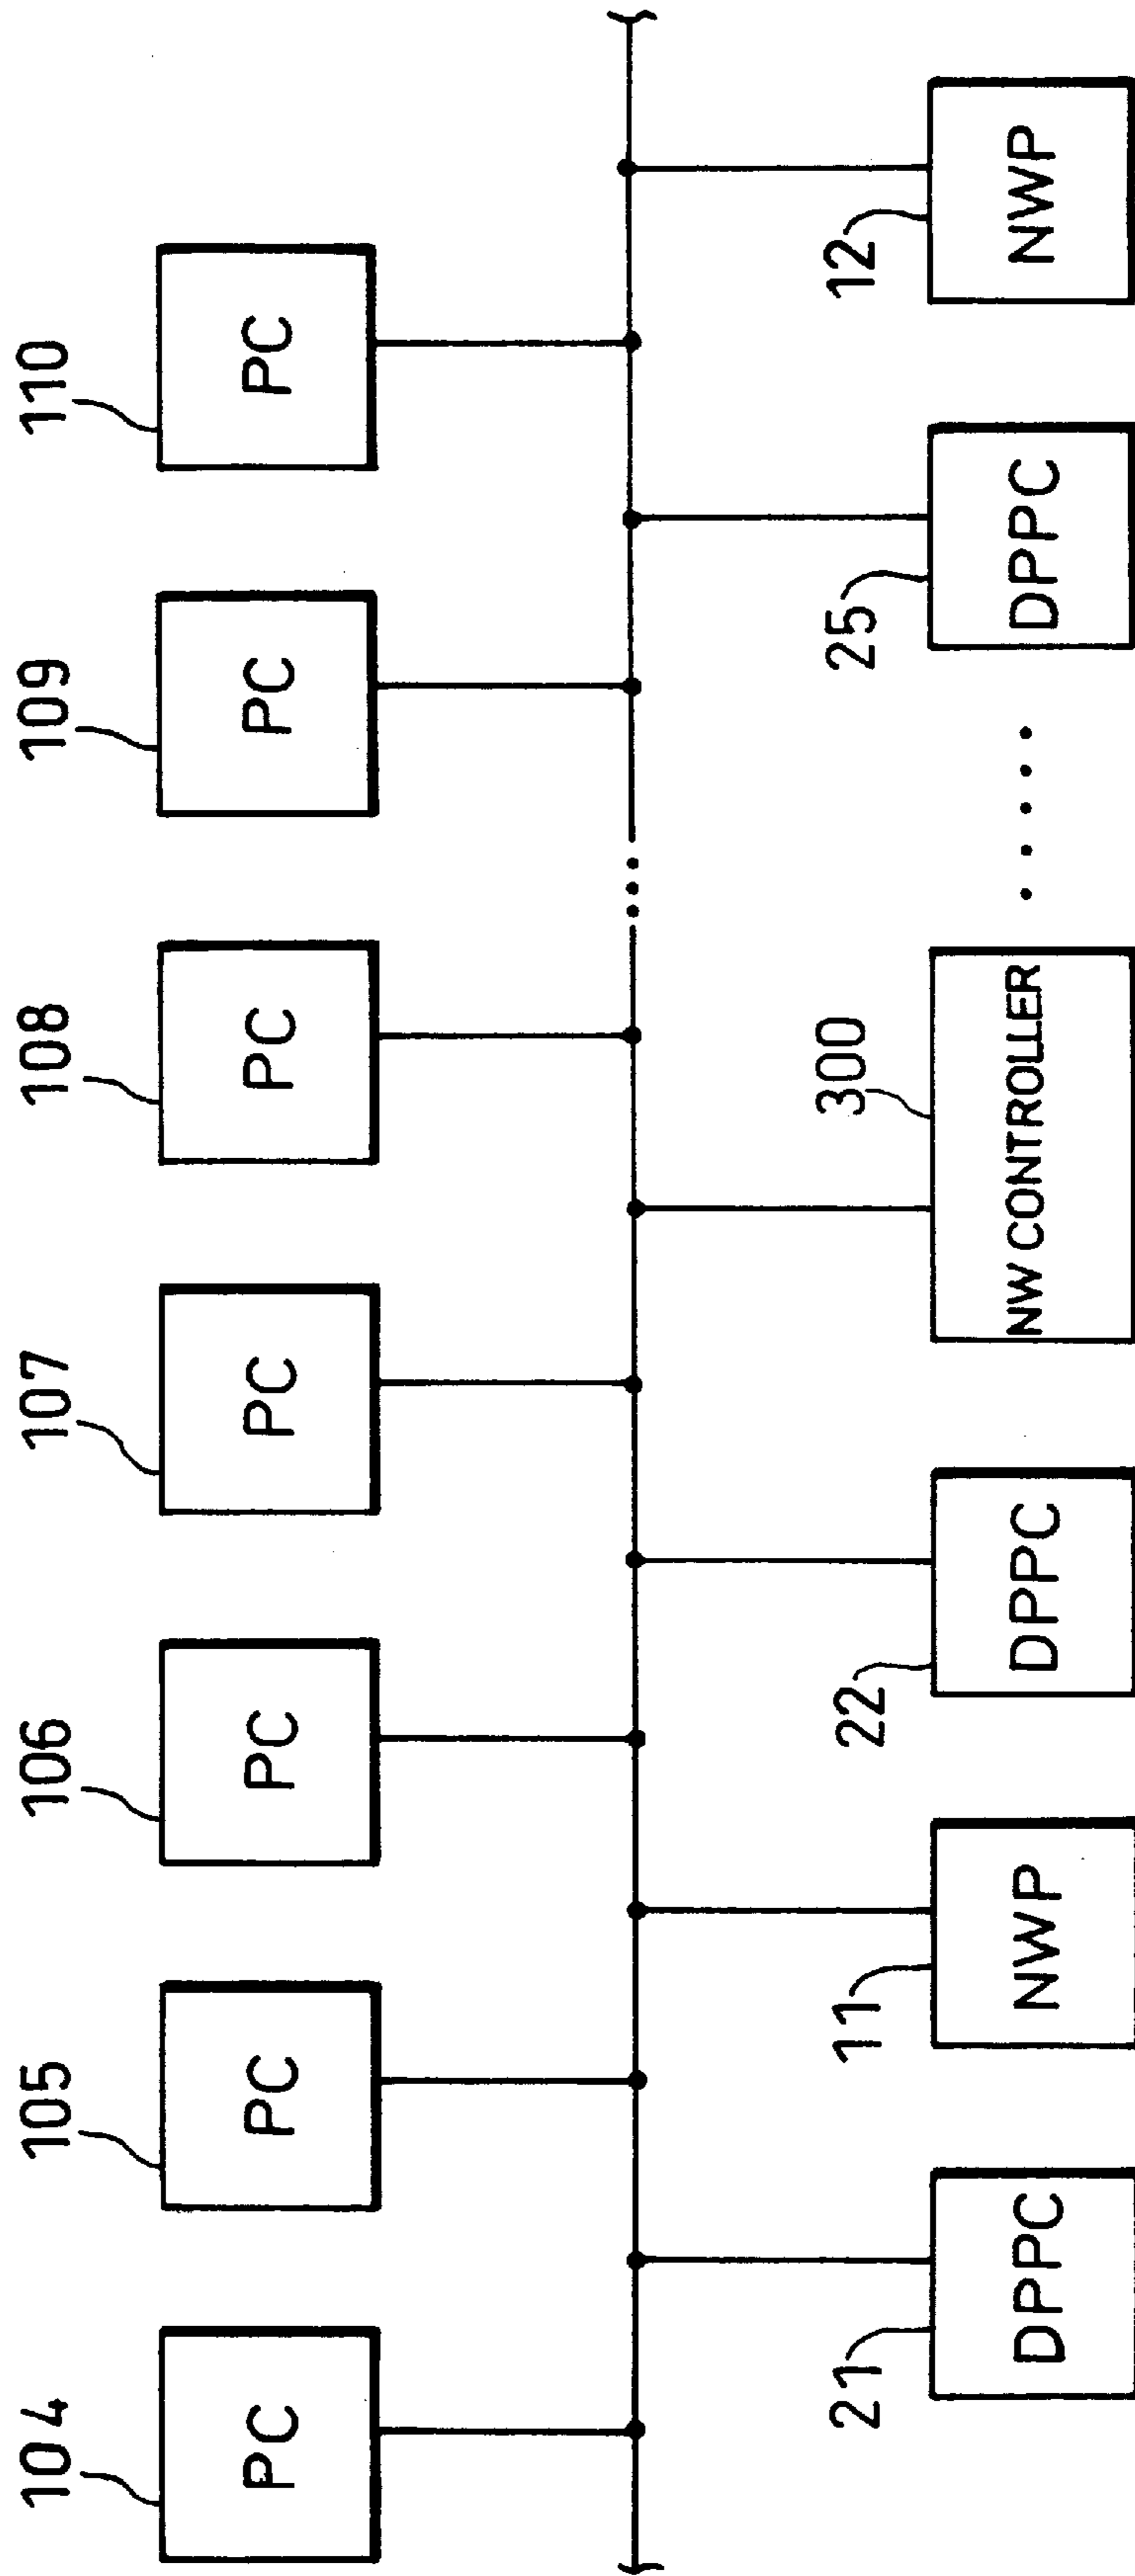 104 105 106 107 108 109 110
PC PC PC PC PC PC PC
21 11 22 300 25 12
DPPC NWP DPPC NW CONTROLLER DPPC NWP